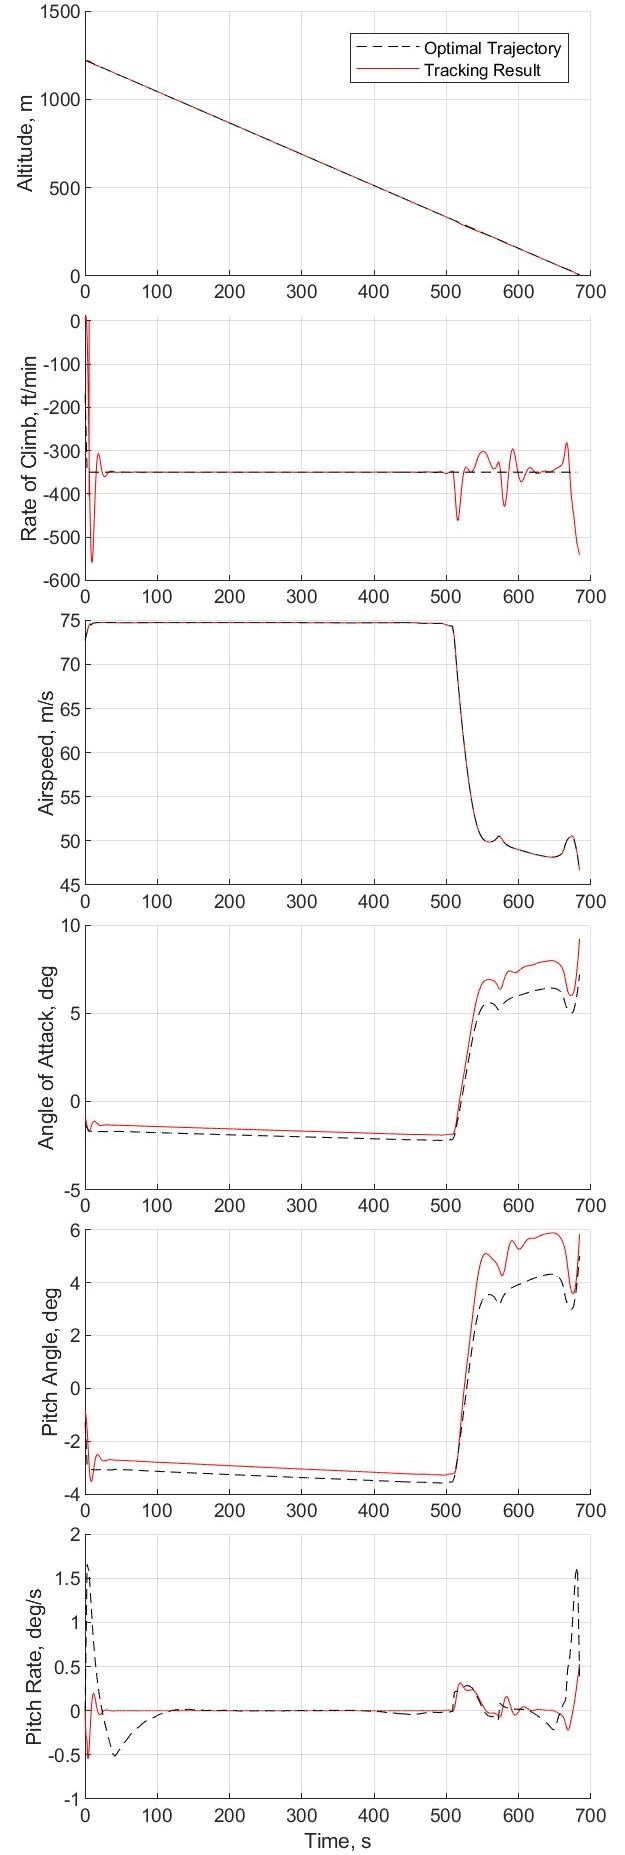 1500
1000
500
0
Altitude, m
Optimal Trajectory
Tracking Result
0 100 200 300 400 500 600 700
0
-100
-200
-300
-400
-500
-600
Rate of Climb, ft/min
0 100 200 300 400 500 600 700
75
70
65
60
55
50
45
Airspeed, m/s
0 100 200 300 400 500 600 700
10
5
0
-5
Angle of Attack, deg
0 100 200 300 400 500 600 700
6
4
2
0
-2
-4
Pitch Angle, deg
0 100 200 300 400 500 600 700
2
1.5
1
0.5
0
-0.5
-1
Pitch Rate, deg/s
0 100 200 300 400 500 600 700
Time, s